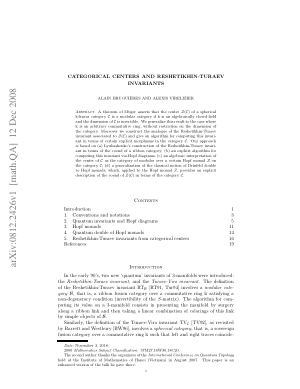 arXiv:0812.2426v1 [math.QA] 12 Dec 2008
CATEGORICAL CENTERS AND RESHETIKHIN-TURAEV
INVARIANTS
ALAIN BRUGUIÈRES AND ALEXIS VIRELIZIER
Abstract. A theorem of Müger asserts that the center Z(C) of a spherical
k-linear category C is a modular category if k is an algebraically closed field
and the dimension of C is invertible. We generalize this result to the case where
k is an arbitrary commutative ring, without restriction on the dimension of
the category. Moreover we construct the analogue of the Reshetikhin-Turaev
invariant associated to Z(C) and give an algorithm for computing this invari-
ant in terms of certain explicit morphisms in the category C. Our approach
is based on (a) Lyubashenko's construction of the Reshetikhin-Turaev invari-
ant in terms of the coend of a ribbon category; (b) an explicit algorithm for
computing this invariant via Hopf diagrams; (c) an algebraic interpretation of
the center of C as the category of modules over a certain Hopf monad Z on the
category C; (d) a generalization of the classical notion of Drinfeld double
to Hopf monads, which, applied to the Hopf monad Z, provides an explicit
description of the coend of Z(C) in terms of the category C.
Contents
Introduction 1
1. Conventions and notations 3
2. Quantum invariants and Hopf diagrams 5
3. Hopf monads 11
4. Quantum double of Hopf monads 13
5. Reshetikhin-Turaev invariants from categorical centers 16
References 19
Introduction
In the early 90's, two new 'quantum' invariants of 3-manifolds were introduced:
the Reshetikhin-Turaev invariant, and the Turaev-Viro invariant. The definition
of the Reshetikhin-Turaev invariant RT𝓑 [RT91, Tur94] involves a modular cate-
gory B, that is, a ribbon fusion category over a commutative ring k satisfying a
non-degeneracy condition (invertibility of the S-matrix). The algorithm for com-
puting its value on a 3-manifold consists in presenting the manifold by surgery
along a ribbon link and then taking a linear combination of colorings of this link
by simple objects of B.
Similarly, the definition of the Turaev-Viro invariant TV𝒞 [TV92], as revisited
by Barrett and Westbury [BW96], involves a spherical category, that is, a sovereign
fusion category over a commutative ring k such that left and right traces coincide.
Date: November 3, 2018.
2000 Mathematics Subject Classification. 57M27,18W30,18C20.
The second author thanks the organizers of the International Conference on Quantum Topology
held at the Institute of Mathematics of Hanoi (Vietnam) in August 2007. This paper is an
enhanced version of the talk he gave there.
1